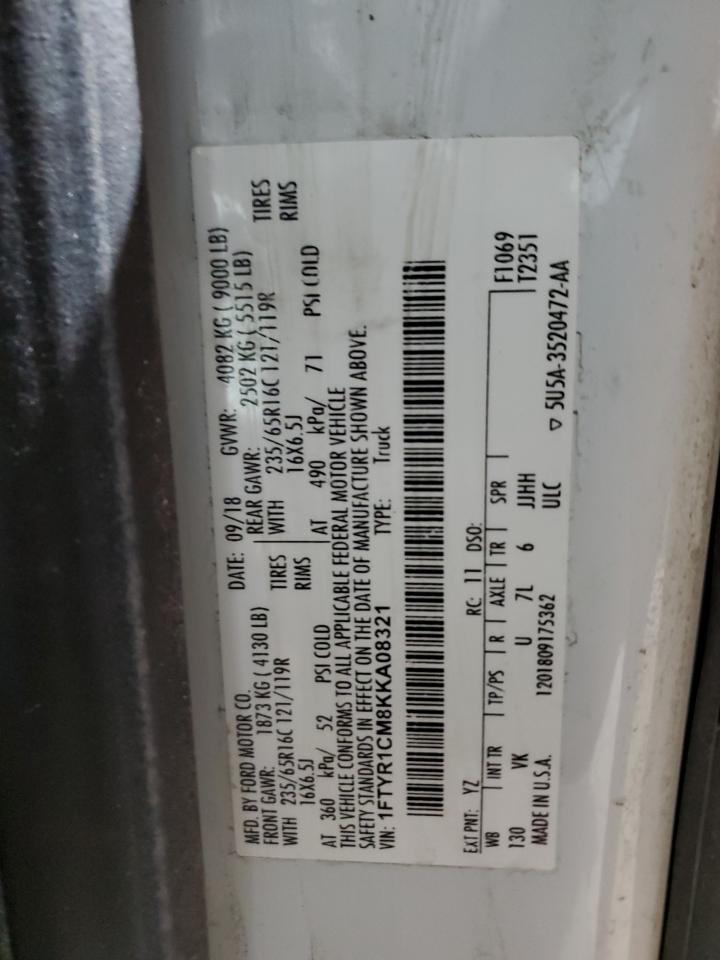 MFD. BY FORD MOTOR CO. DATE: 09/18 GVWR: 4082 KG ( 9000 LB)
FRONT GAWR: 1873 KG ( 4130 LB) REAR GAWR: 2502 KG ( 5515 LB)
WITH 235/65R16C 121/119R TIRES WITH 235/65R16C 121/119R TIRES
16X6.5J RIMS 16X6.5J RIMS
AT 360 kPa/ 52 PSI COLD AT 490 kPa/ 71 PSI COLD
THIS VEHICLE CONFORMS TO ALL APPLICABLE FEDERAL MOTOR VEHICLE
SAFETY STANDARDS IN EFFECT ON THE DATE OF MANUFACTURE SHOWN ABOVE.
VIN: 1FTYR1CM8KKA08321 TYPE: Truck
EXT PNT: YZ RC: 11 DSO:
WB INT TR TP/PS R AXLE TR SPR F1069
130 VK U 7L 6 JJHH T2351
MADE IN U.S.A. 1201809175362 ULC ▽ 5U5A-3520472-AA